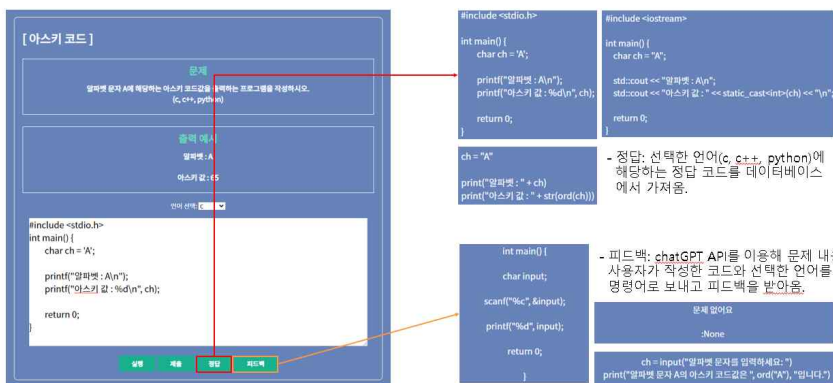 [ 아스키 코드 ]
문제
알파벳 문자 A에 해당하는 아스키 코드값을 출력하는 프로그램을 작성하시오.
(c, c++, python)
출력 예시
알파벳 : A
아스키 값 : 65
언어 선택: c
#include <stdio.h>
int main() {
char ch = 'A';
printf("알파벳 : A\n");
printf("아스키 값 : %d\n", ch);
return 0;
}
실행
제출
정답
피드백
#include <stdio.h>
int main() {
char ch = 'A';
printf("알파벳 : A\n");
printf("아스키 값 : %d\n", ch);
return 0;
}
#include <iostream>
int main() {
char ch = "A";
std::cout << "알파벳 : A\n";
std::cout << "아스키 값 : " << static_cast<int>(ch) << "\n";
return 0;
}
ch = "A"
print("알파벳 : " + ch)
print("아스키 값 : " + str(ord(ch)))
- 정답: 선택한 언어(c, c++, python)에
해당하는 정답 코드를 데이터베이스
에서 가져옴.
int main() {
char input;
scanf("%c", &input);
printf("%d", input);
return 0;
}
- 피드백: chatGPT API를 이용해 문제 내
사용자가 작성한 코드와 선택한 언어를
명령어로 보내고 피드백을 받아옴.
문제 없어요
:None
ch = input("알파벳 문자를 입력하세요: ")
print("알파벳 문자 A의 아스키 코드값은 ", ord("A"), "입니다.")